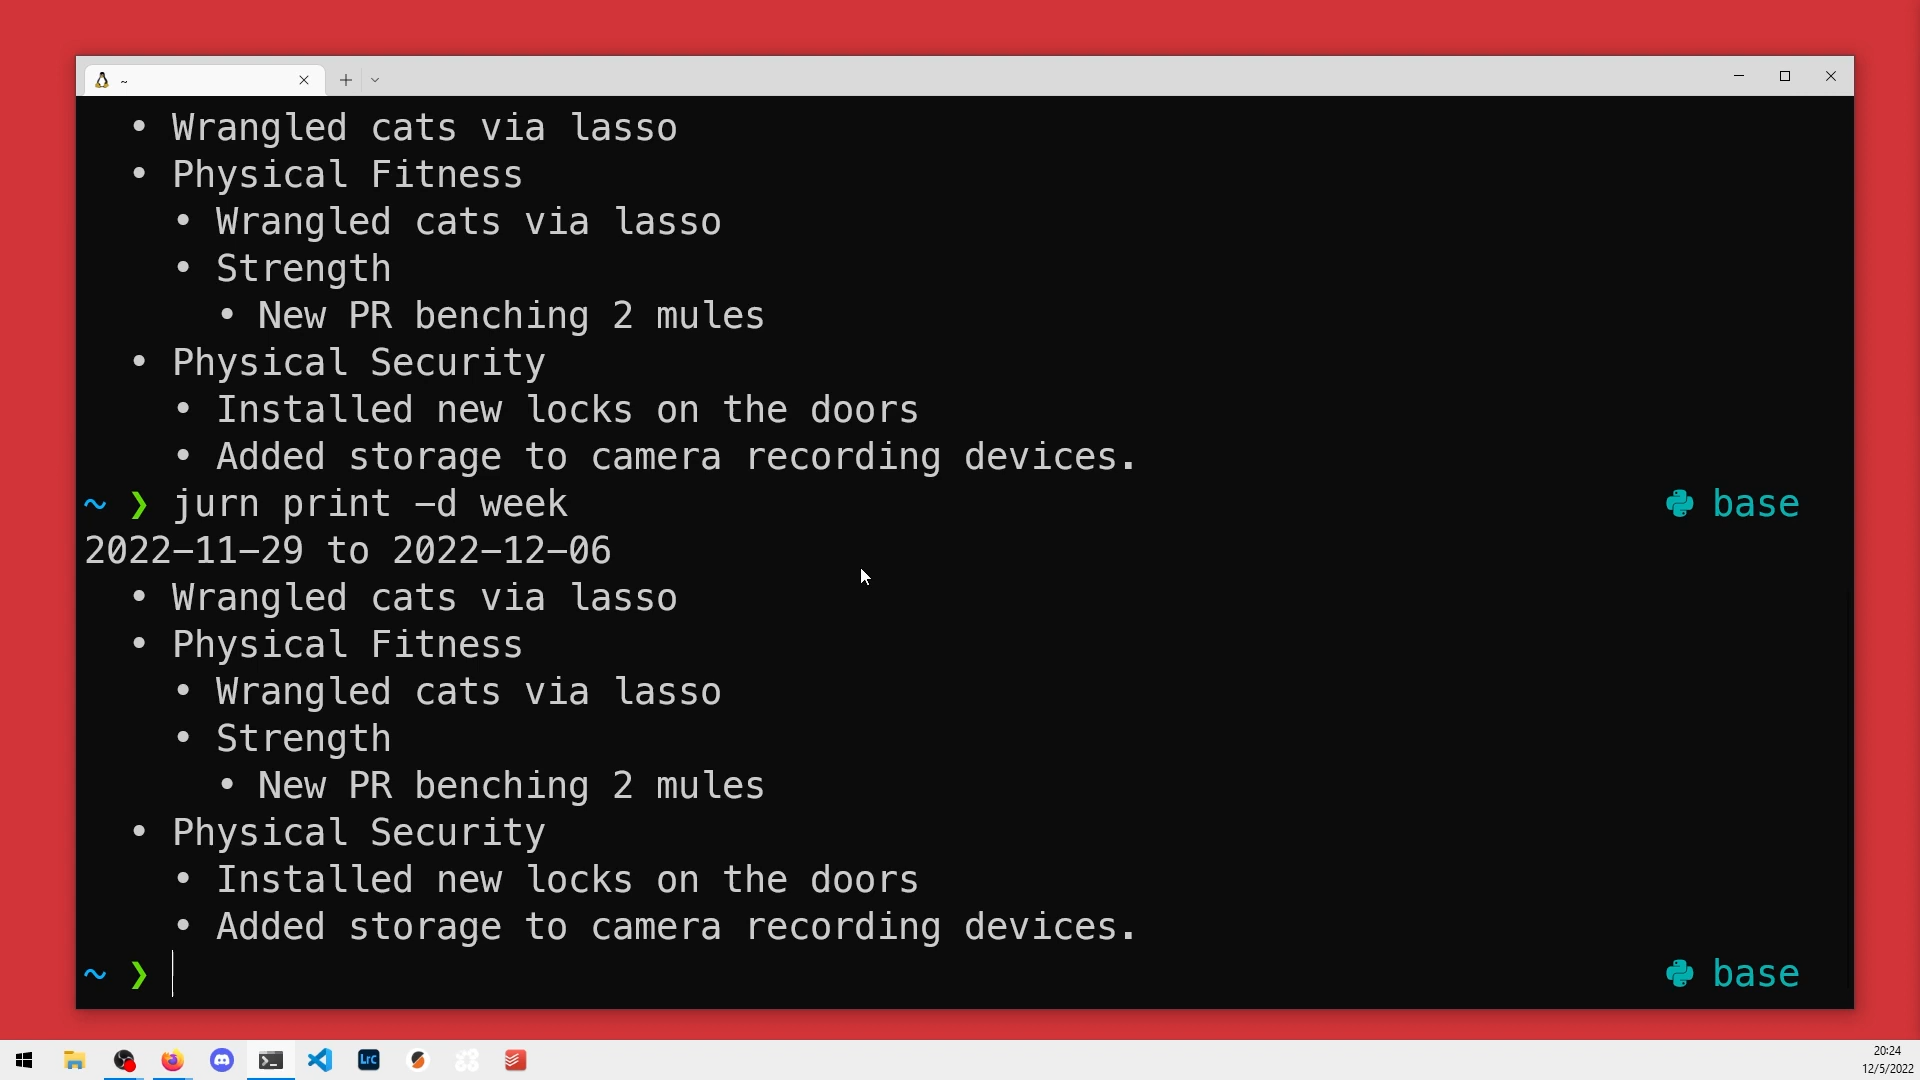 ~
• Wrangled cats via lasso
• Physical Fitness
• Wrangled cats via lasso
• Strength
• New PR benching 2 mules
• Physical Security
• Installed new locks on the doors
• Added storage to camera recording devices.
~ ❯ jurn print -d week base
2022-11-29 to 2022-12-06
• Wrangled cats via lasso
• Physical Fitness
• Wrangled cats via lasso
• Strength
• New PR benching 2 mules
• Physical Security
• Installed new locks on the doors
• Added storage to camera recording devices.
~ ❯ base
Lrc
20:24
12/5/2022